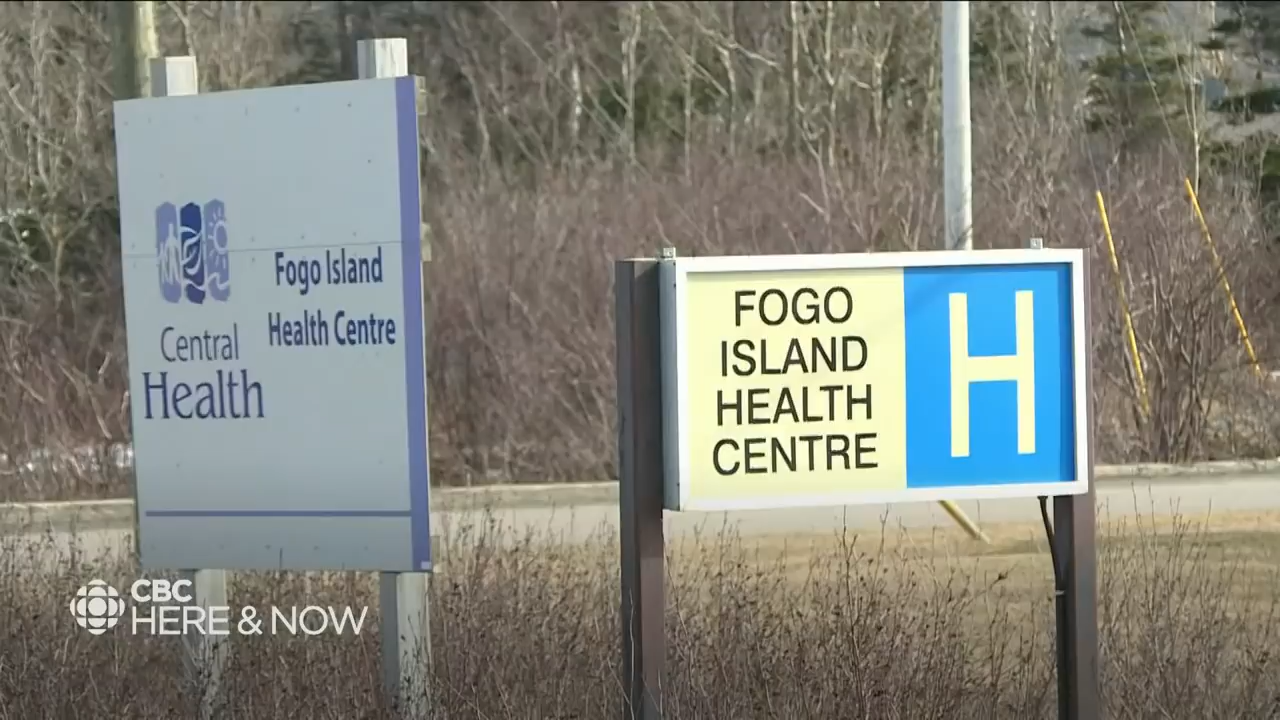 Fogo Island
Health Centre
Central
Health
FOGO
ISLAND
HEALTH
CENTRE
H
CBC
HERE & NOW